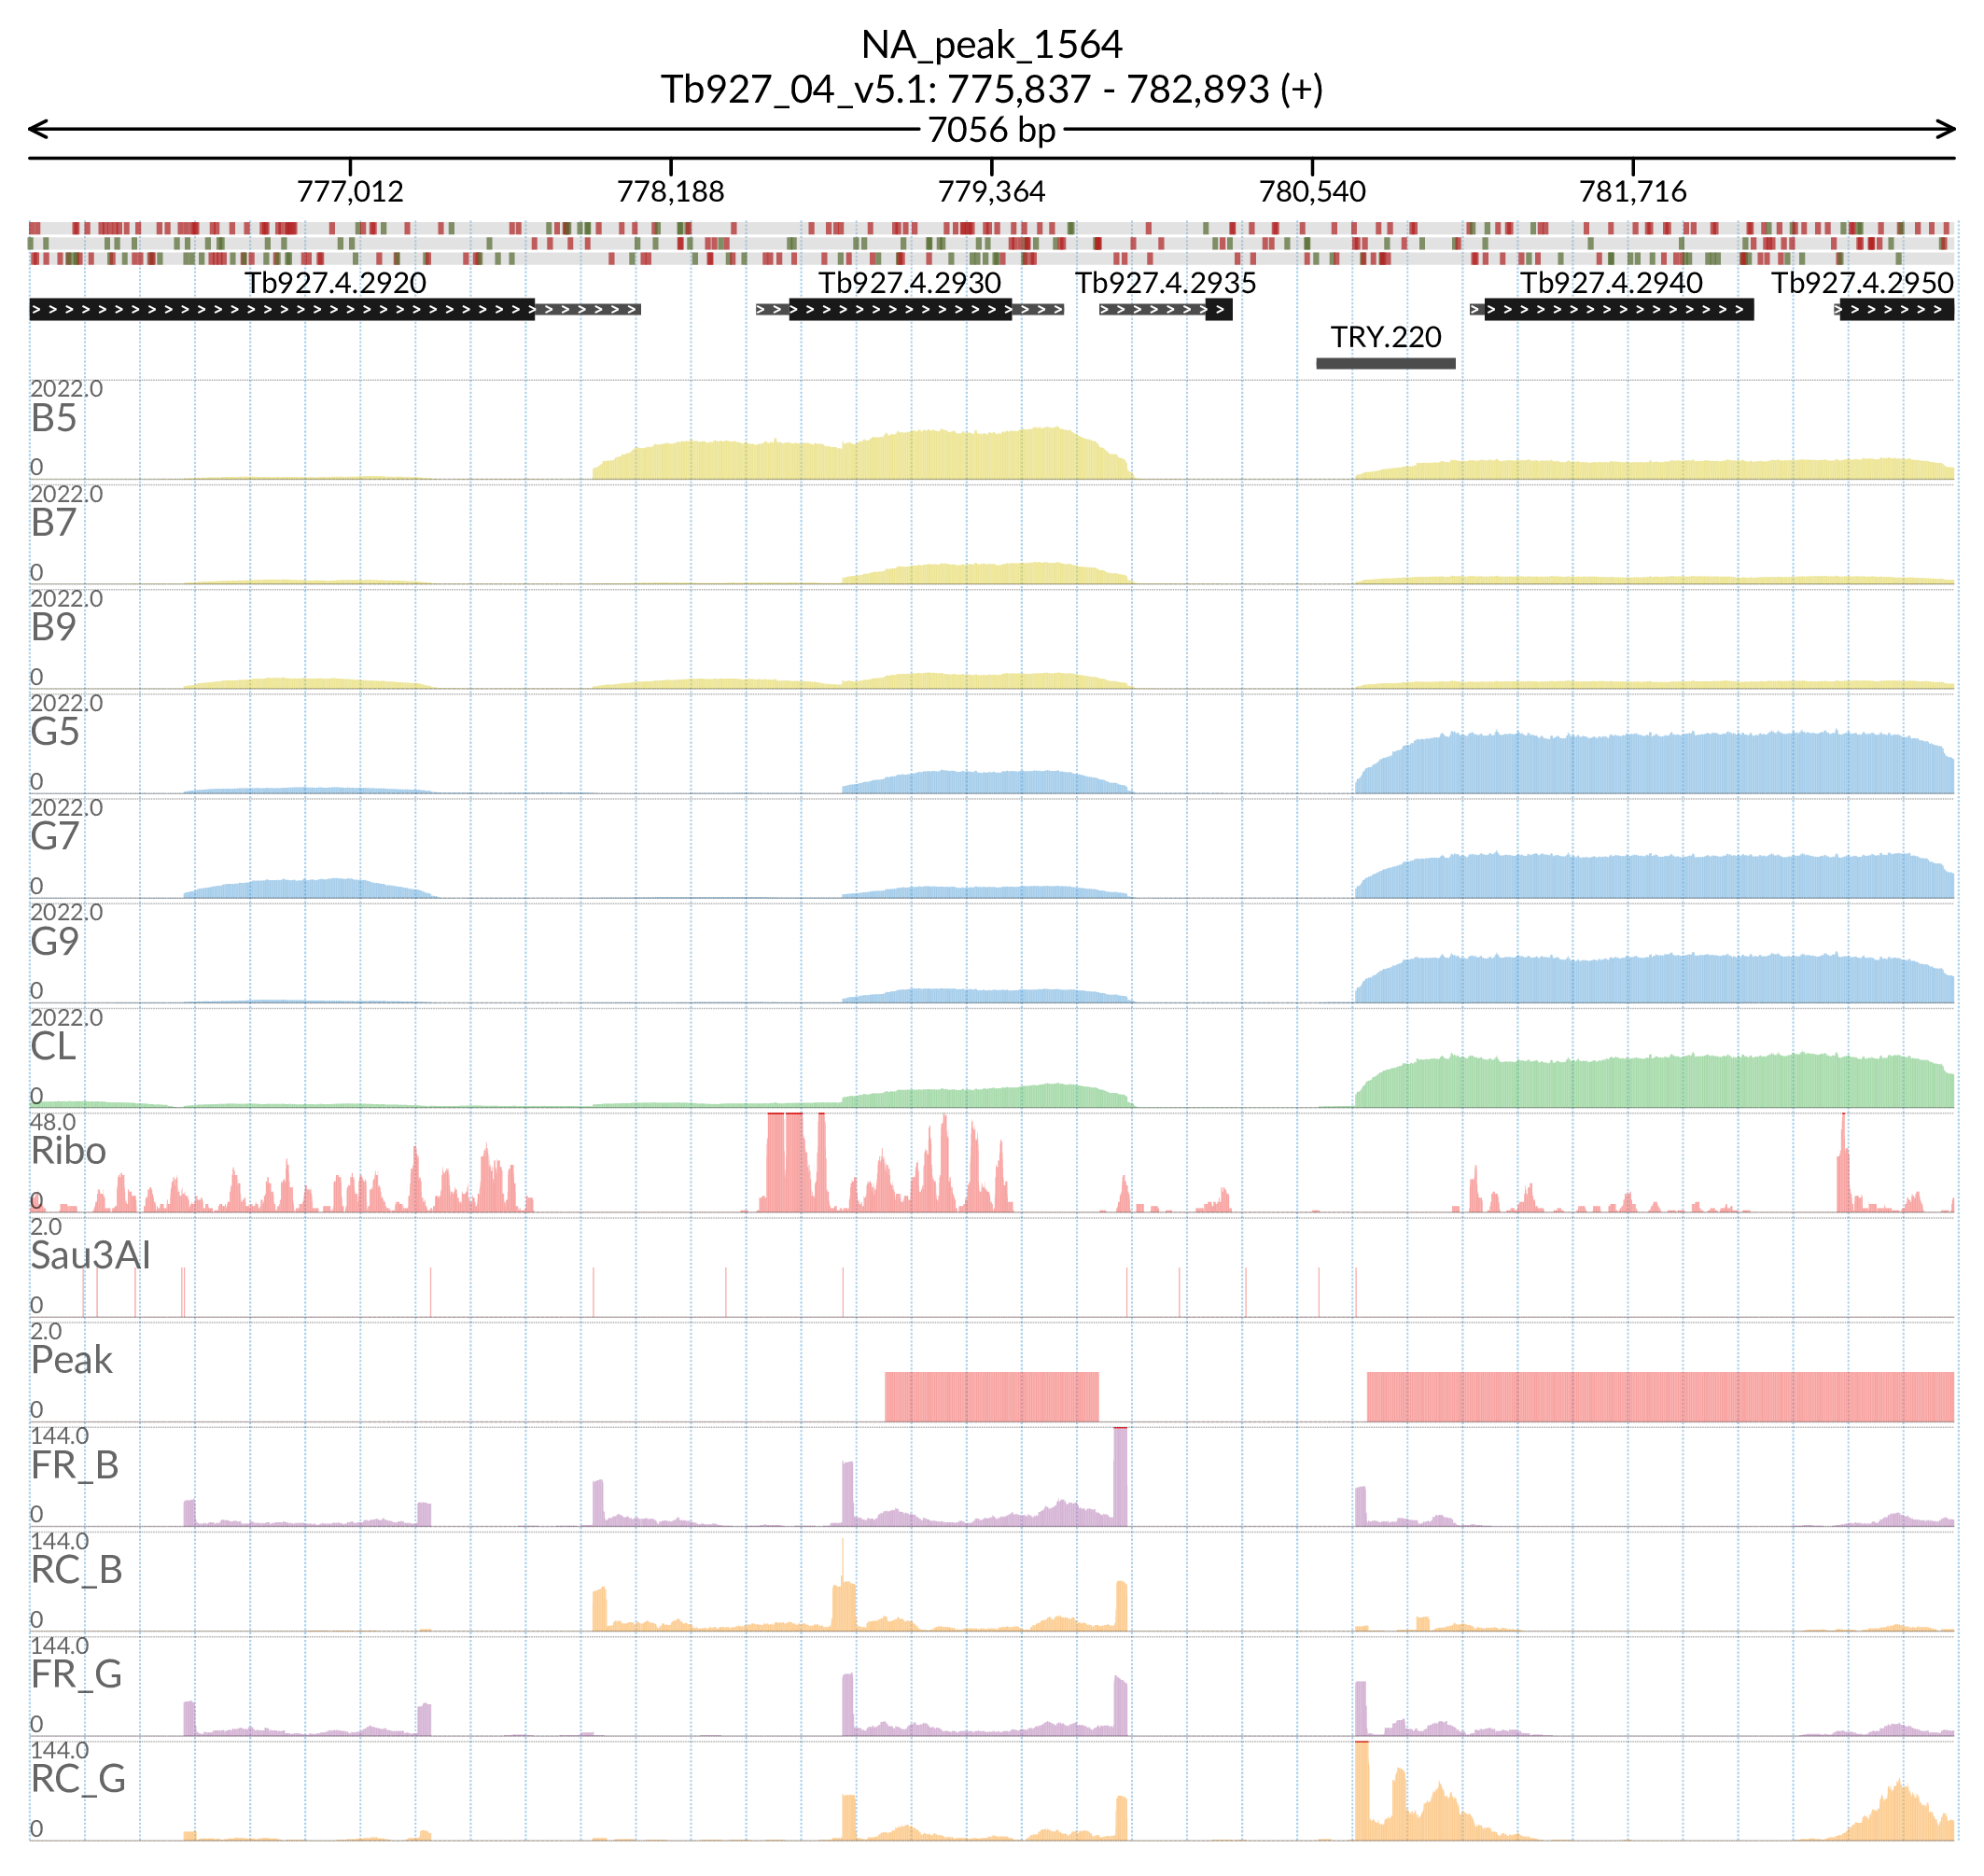 NA_peak_1564
Tb927_04_v5.1: 775,837 - 782,893 (+)
7056 bp
777,012 778,188 779,364 780,540 781,716
Tb927.4.2920 Tb927.4.2930 Tb927.4.2935 Tb927.4.2940 Tb927.4.2950
TRY.220
2022.0
B5
0
2022.0
B7
0
2022.0
B9
0
2022.0
G5
0
2022.0
G7
0
2022.0
G9
0
2022.0
CL
0
48.0
Ribo
0
2.0
Sau3AI
0
2.0
Peak
0
144.0
FR_B
0
144.0
RC_B
0
144.0
FR_G
0
144.0
RC_G
0